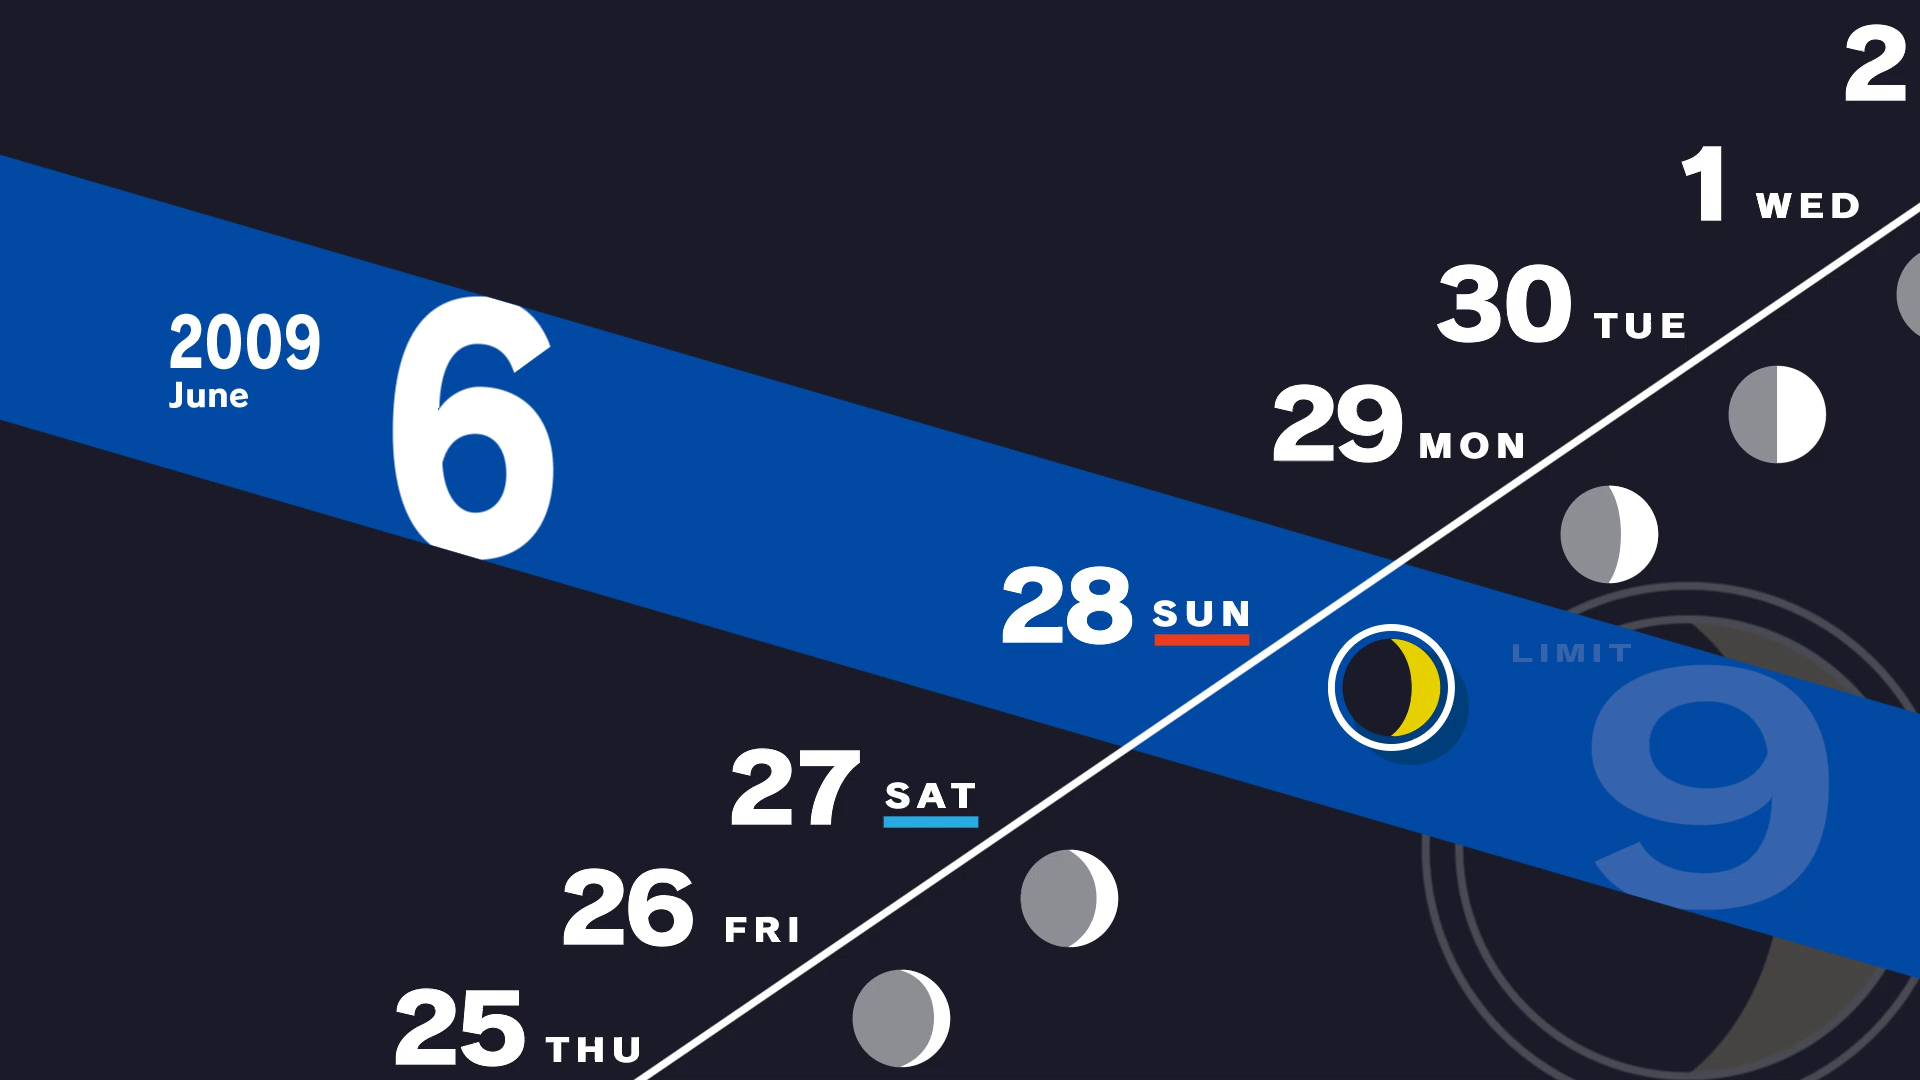 2
1 WED
30 TUE
29 MON
28 SUN
27 SAT
26 FRI
25 THU
2009
June
6
LIMIT
9